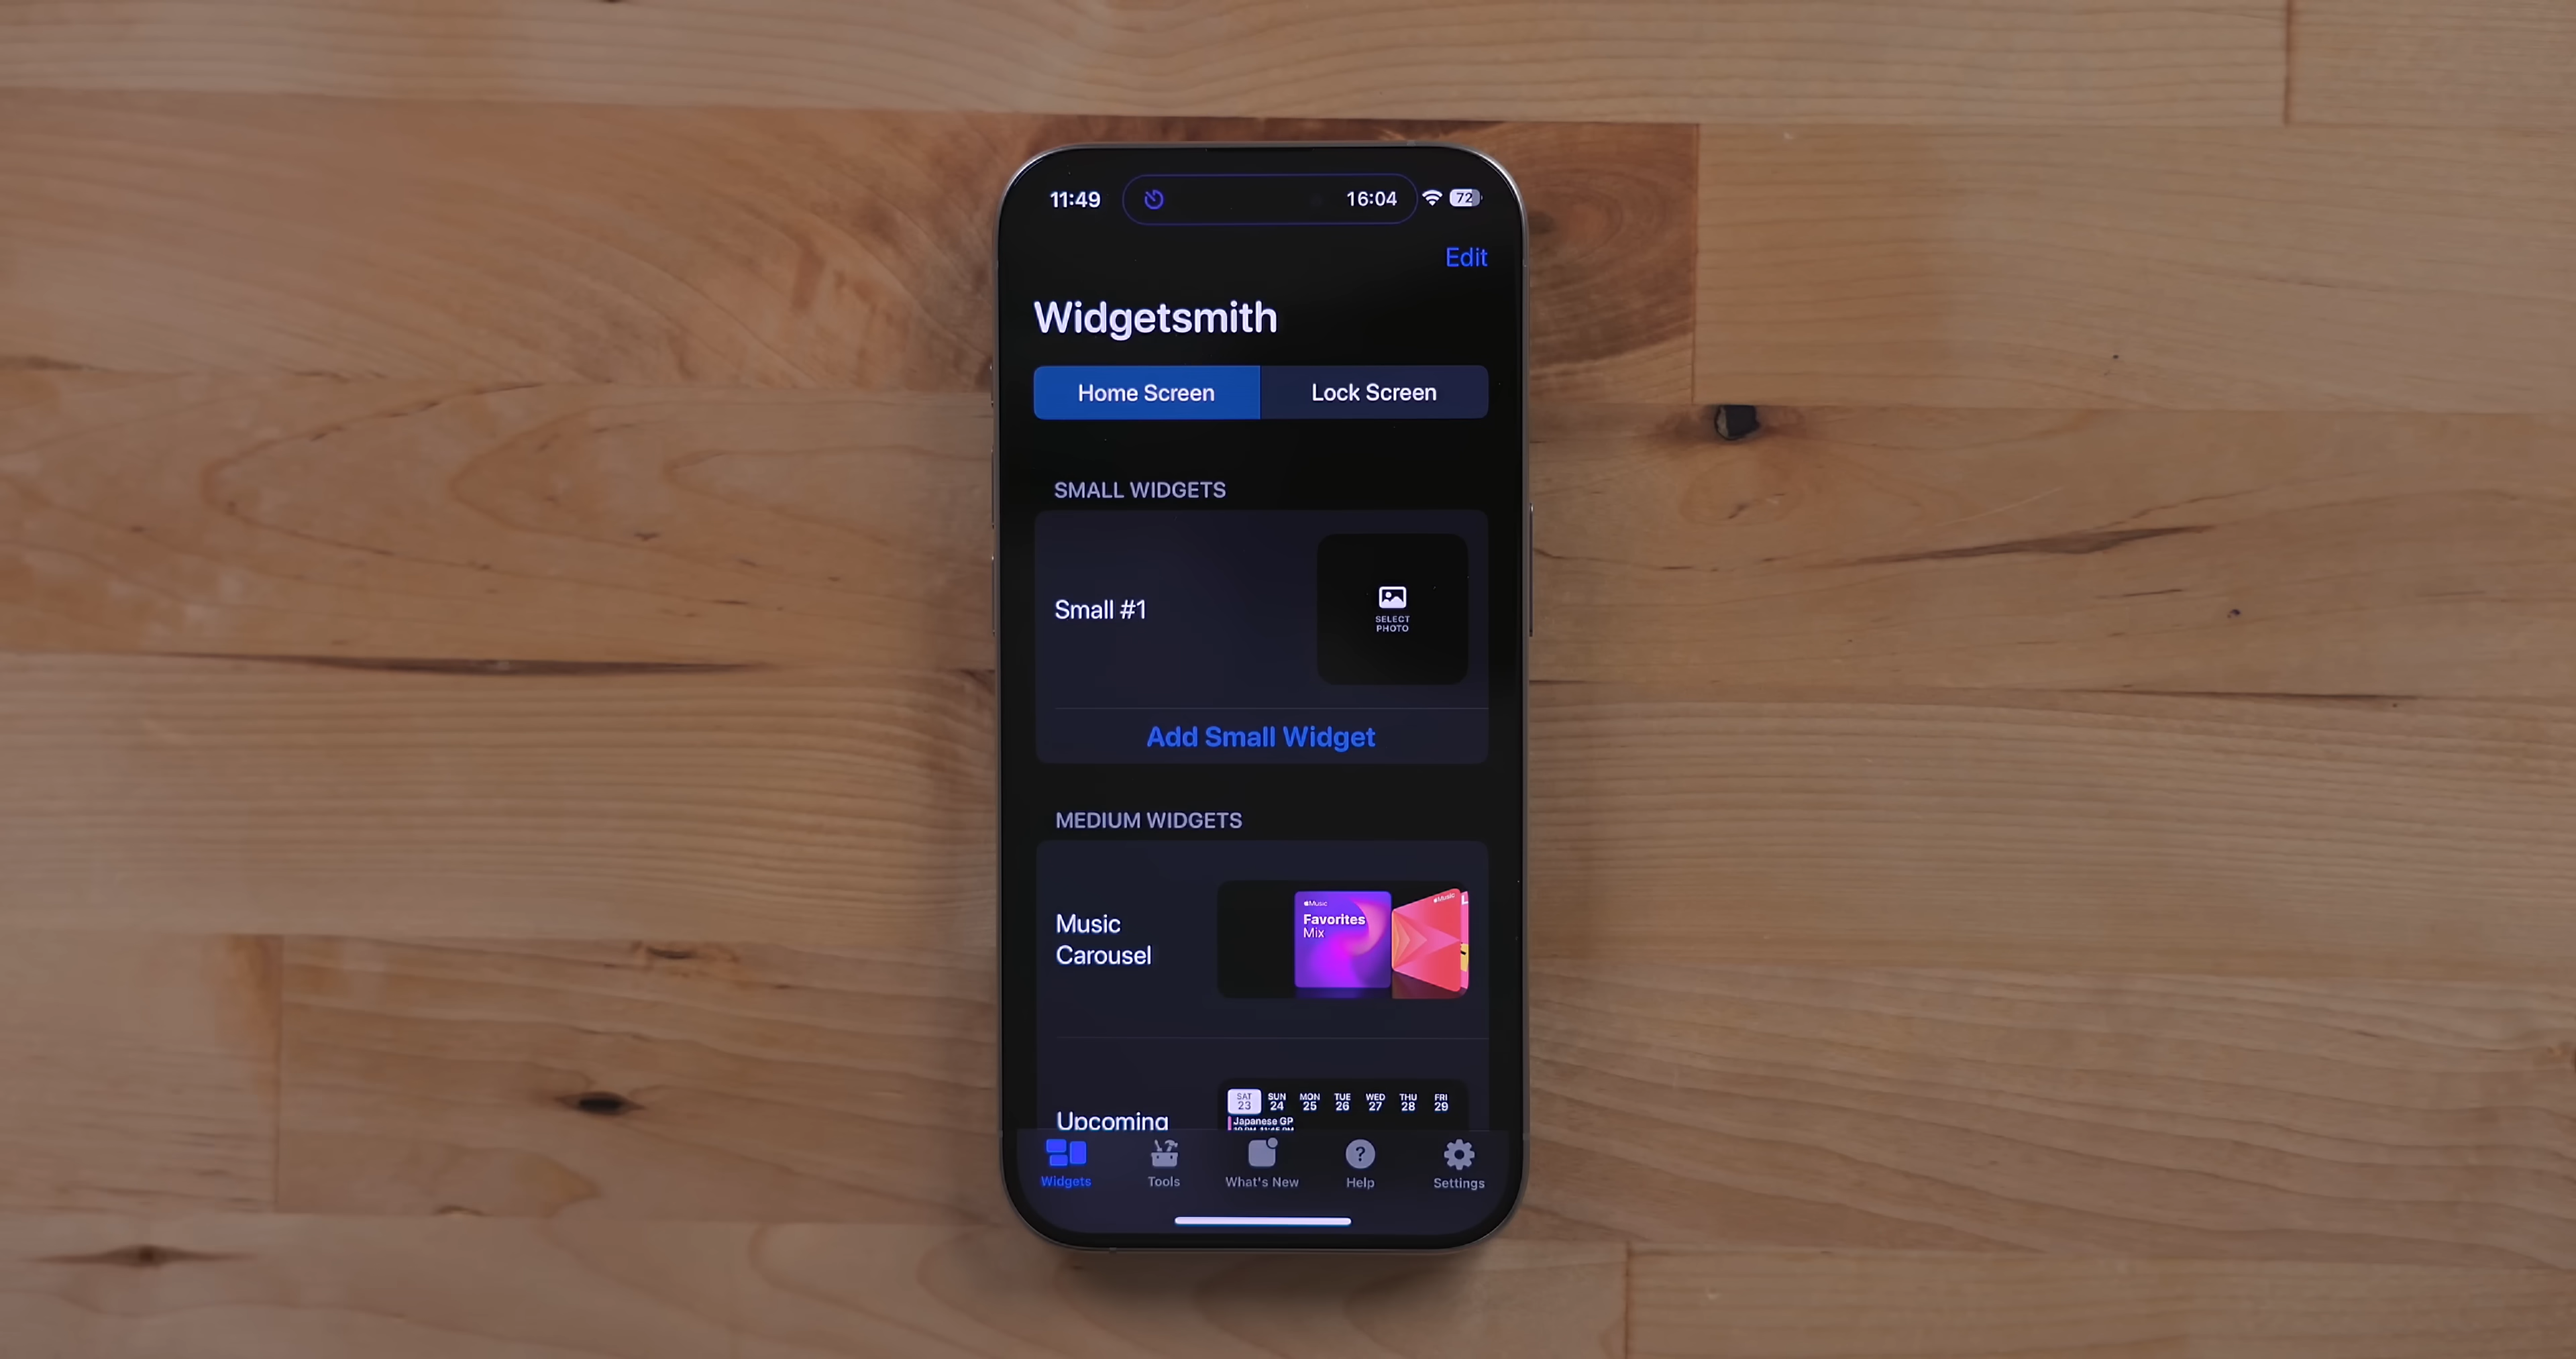 11:49 16:04 72
Edit
Widgetsmith
Home Screen Lock Screen
SMALL WIDGETS
Small #1
SELECT
PHOTO
Add Small Widget
MEDIUM WIDGETS
Music
Carousel
Music
Favorites
Mix
Music
Upcoming
SAT SUN MON TUE WED THU FRI
23 24 25 26 27 28 29
Japanese GP
Widgets Tools What's New Help Settings